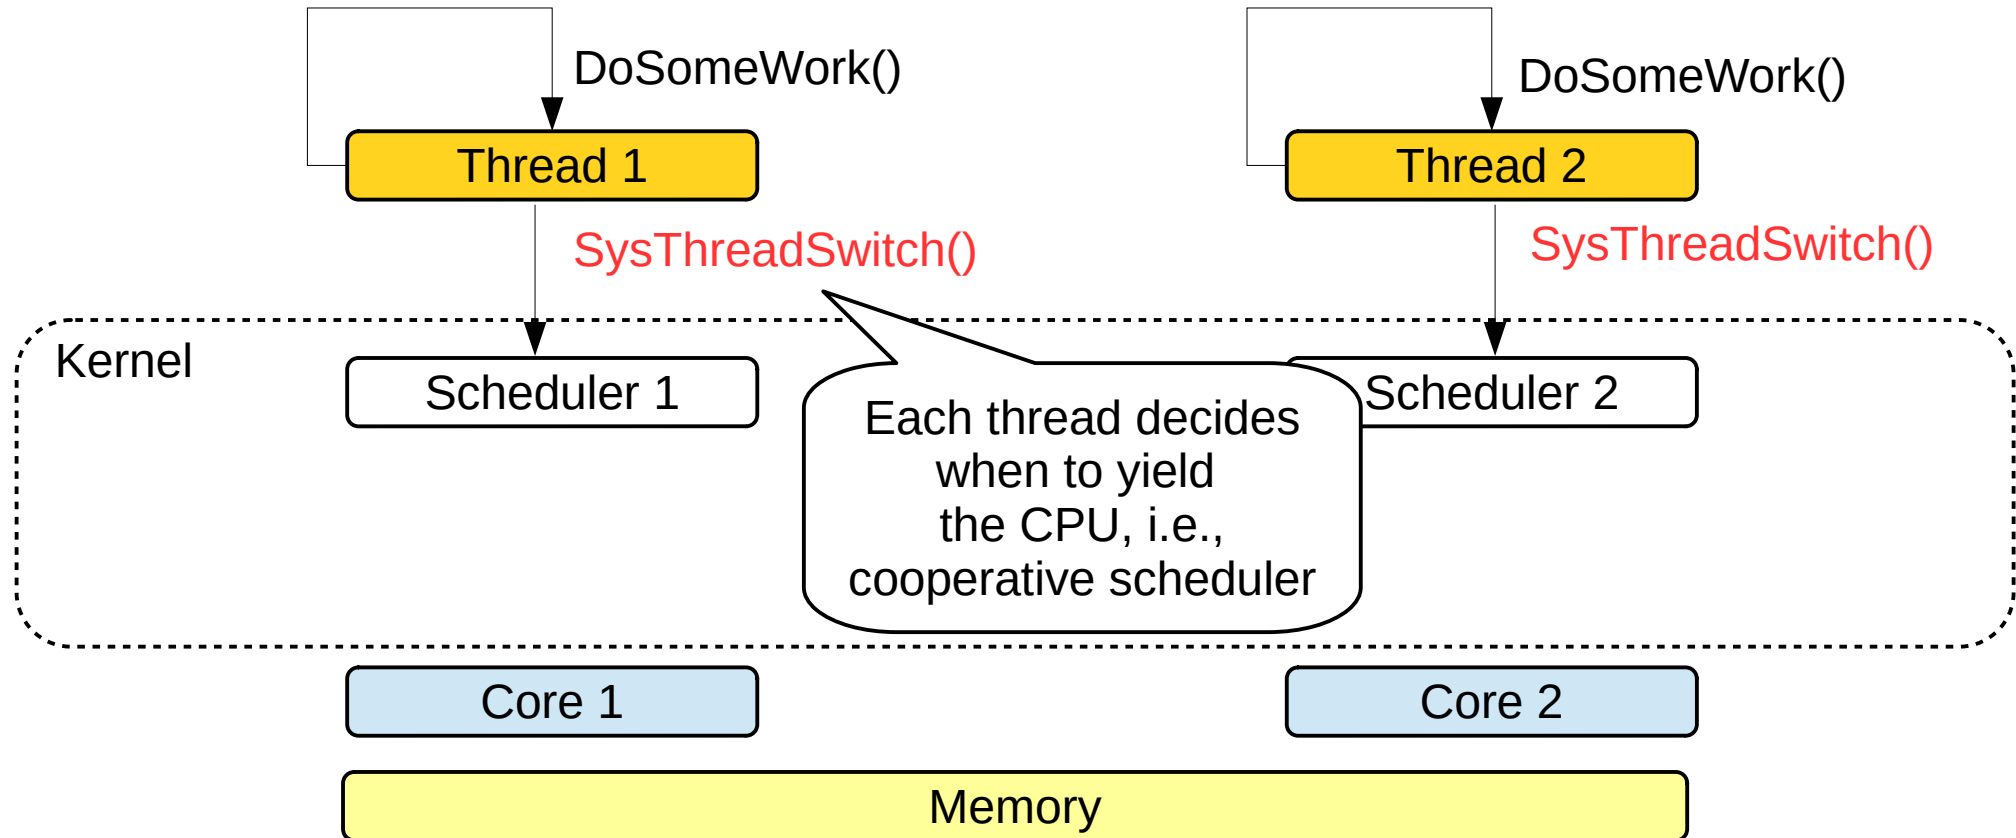 DoSomeWork()
DoSomeWork()
Thread 1
Thread 2
SysThreadSwitch()
SysThreadSwitch()
Kernel
Scheduler 1
Scheduler 2
Each thread decides
when to yield
the CPU, i.e.,
cooperative scheduler
Core 1
Core 2
Memory